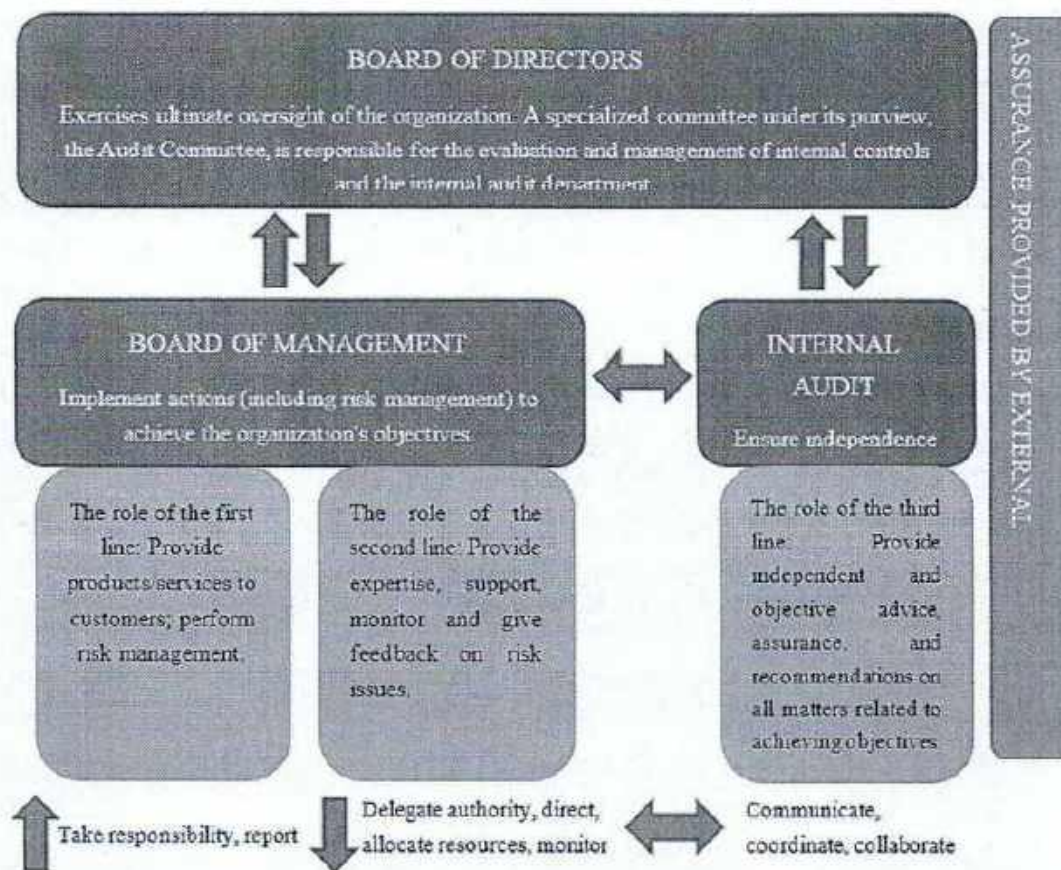 BOARD OF DIRECTORS
Exercises ultimate oversight of the organization. A specialized committee under its purview,
the Audit Committee, is responsible for the evaluation and management of internal controls
and the internal audit department.
ASSURANCE PROVIDED BY EXTERNAL
BOARD OF MANAGEMENT
Implement actions (including risk management) to
achieve the organization's objectives
INTERNAL
AUDIT
Ensure independence
The role of the first
line: Provide
products/services to
customers; perform
risk management.
The role of the
second line: Provide
expertise, support,
monitor and give
feedback on risk
issues.
The role of the third
line: Provide
independent and
objective advice,
assurance, and
recommendations on
all matters related to
achieving objectives
Take responsibility, report
Delegate authority, direct,
allocate resources, monitor
Communicate,
coordinate, collaborate